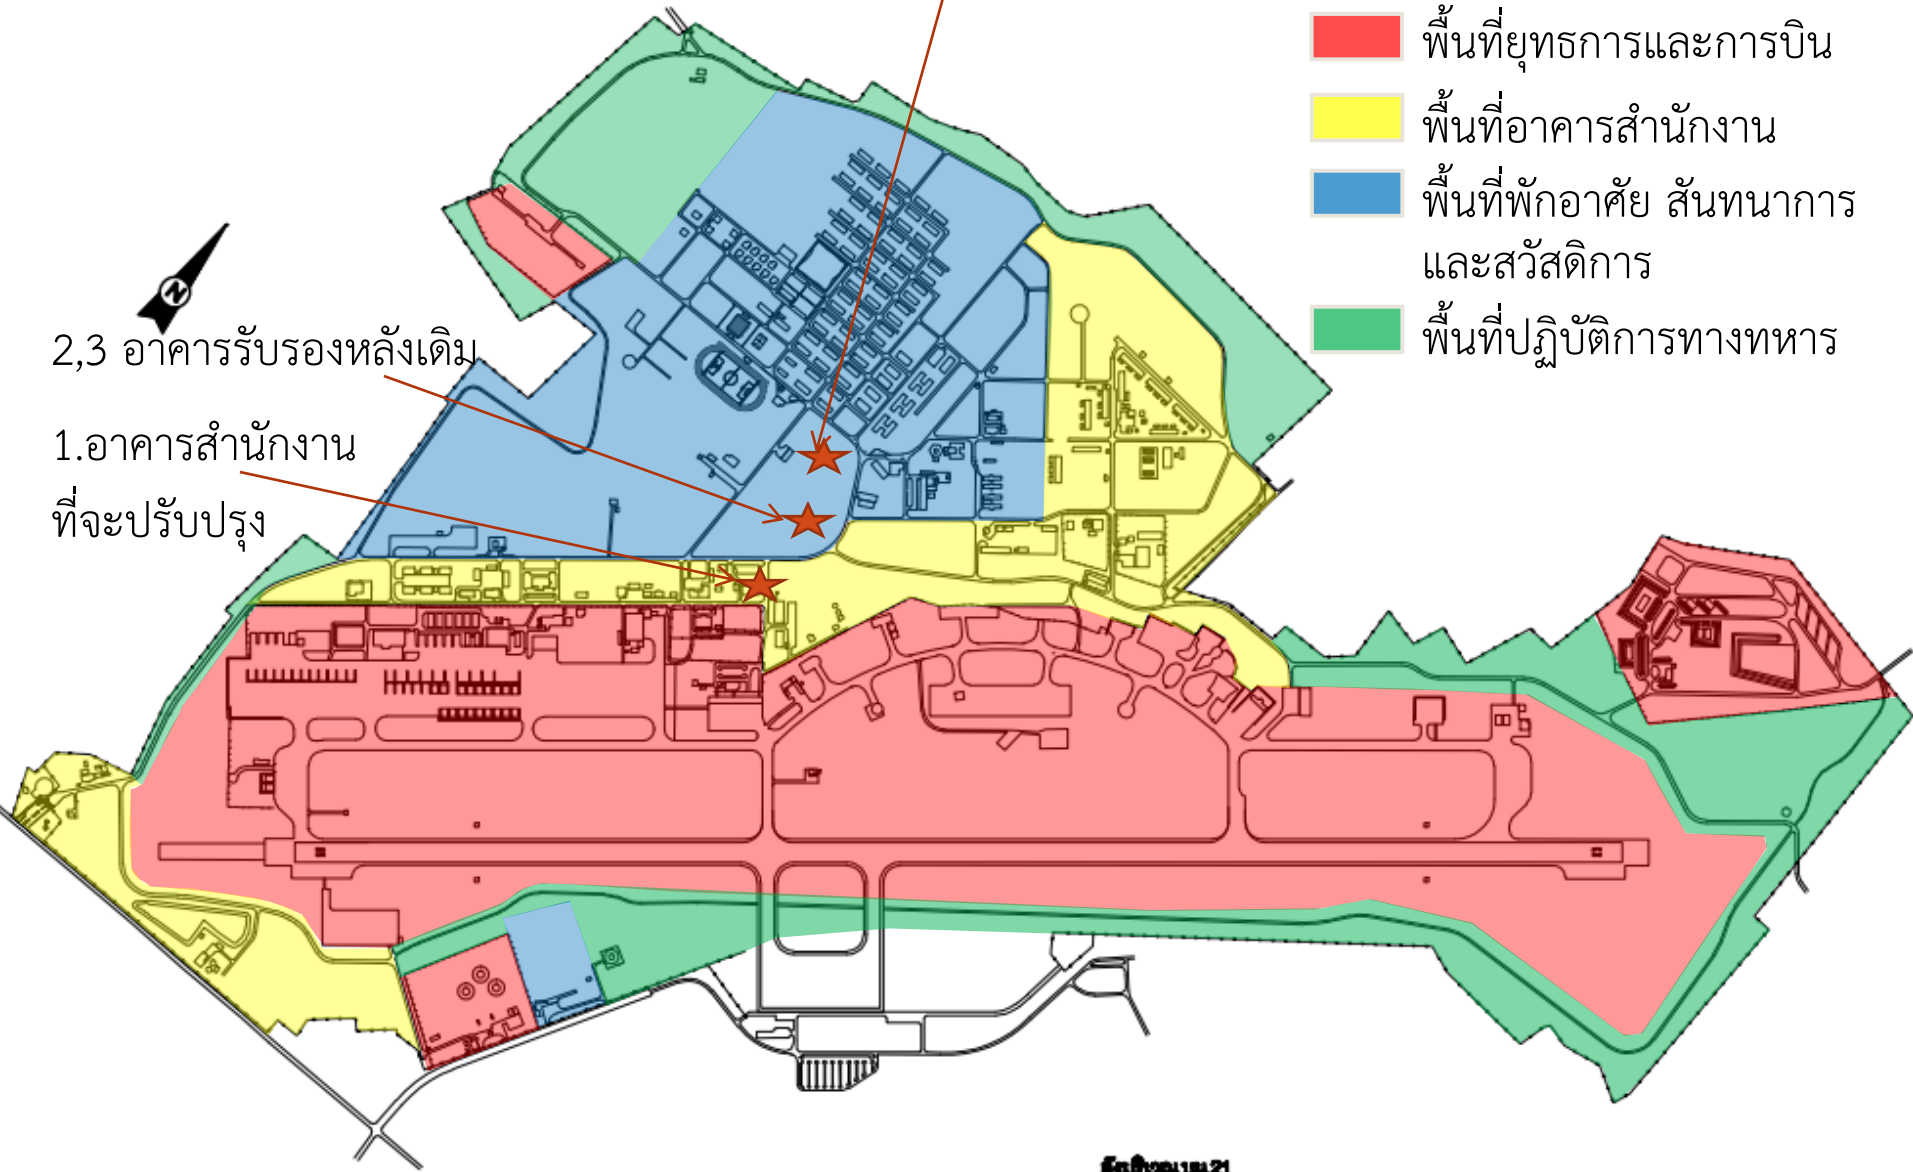 พื้นที่ยุทธการและการบิน
พื้นที่อาคารสำนักงาน
พื้นที่พักอาศัย สันทนาการ
และสวัสดิการ
พื้นที่ปฏิบัติการทางทหาร
N
2,3 อาคารรับรองหลังเดิม
1.อาคารสำนักงาน
ที่จะปรับปรุง